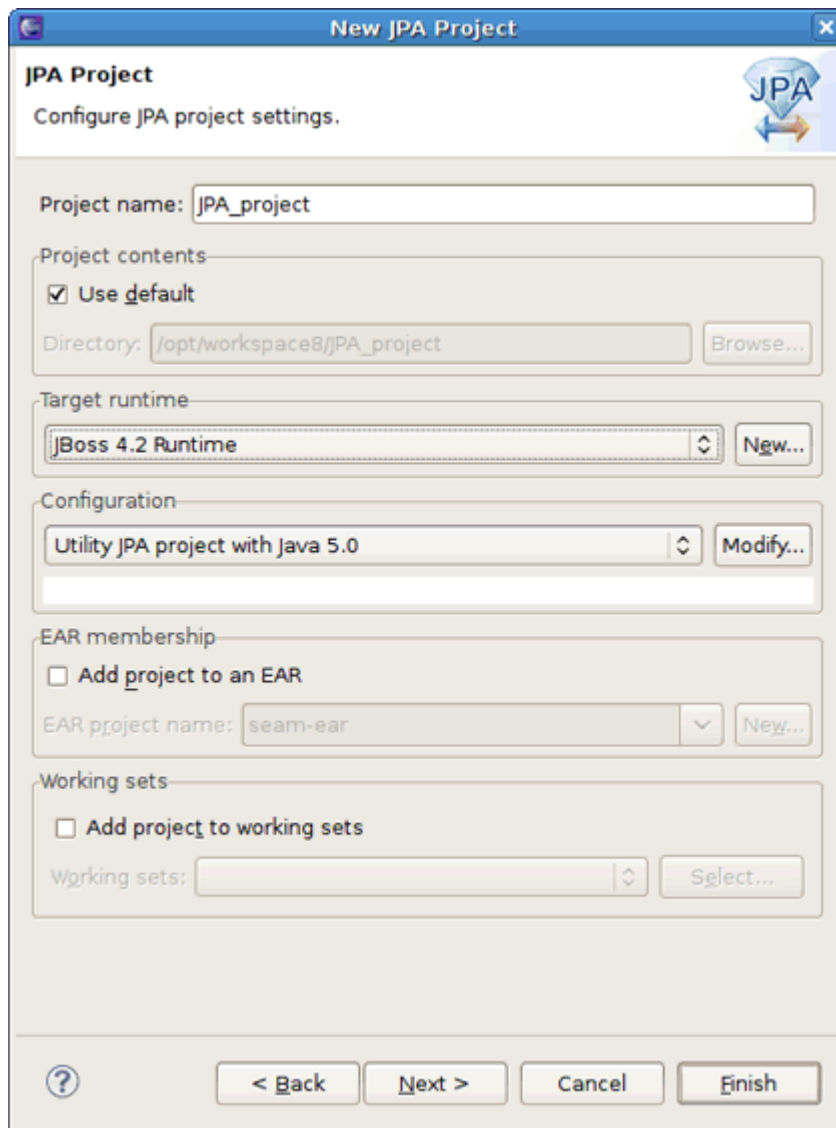 New JPA Project
JPA Project
Configure JPA project settings.
JPA
Project name: JPA_project
Project contents
Use default
Directory: /opt/workspace8/JPA_project Browse...
Target runtime
JBoss 4.2 Runtime New...
Configuration
Utility JPA project with Java 5.0 Modify...
EAR membership
Add project to an EAR
EAR project name: seam-ear New...
Working sets
Add project to working sets
Working sets: Select...
? < Back Next > Cancel Finish